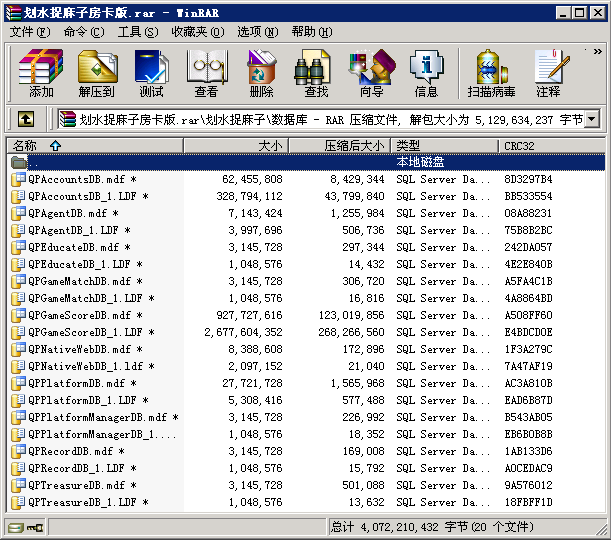 划水捉麻子房卡版.rar - WinRAR
文件(F) 命令(C) 工具(S) 收藏夹(O) 选项(N) 帮助(H)
添加 解压到 测试 查看 删除 查找 向导 信息 扫描病毒 注释
划水捉麻子房卡版.rar\划水捉麻子\数据库 - RAR 压缩文件, 解包大小为 5,129,634,237 字节
名称 大小 压缩后大小 类型 CRC32
.. 本地磁盘
QPAccountsDB.mdf * 62,455,808 8,429,344 SQL Server Da... 8D3297B4
QPAccountsDB_1.LDF * 328,794,112 43,799,840 SQL Server Da... BB533554
QPAgentDB.mdf * 7,143,424 1,255,984 SQL Server Da... 08A88231
QPAgentDB_1.LDF * 3,997,696 506,736 SQL Server Da... 75B8B2BC
QPEducateDB.mdf * 3,145,728 297,344 SQL Server Da... 242DA057
QPEducateDB_1.LDF * 1,048,576 14,432 SQL Server Da... 4E2E840B
QPGameMatchDB.mdf * 3,145,728 306,720 SQL Server Da... A5FA4C1B
QPGameMatchDB_1.LDF * 1,048,576 16,816 SQL Server Da... 4A8864BD
QPGameScoreDB.mdf * 927,727,616 123,019,856 SQL Server Da... A508FF60
QPGameScoreDB_1.LDF * 2,677,604,352 268,266,560 SQL Server Da... E4BDCD0E
QPNativeWebDB.mdf * 8,388,608 172,896 SQL Server Da... 1F3A279C
QPNativeWebDB_1.ldf * 2,097,152 21,040 SQL Server Da... 7A47AF19
QPPlatformDB.mdf * 27,721,728 1,565,968 SQL Server Da... AC3A810B
QPPlatformDB_1.LDF * 5,308,416 577,488 SQL Server Da... EAD6B87D
QPPlatformManagerDB.mdf * 3,145,728 226,992 SQL Server Da... B543AB05
QPPlatformManagerDB_1.... 1,048,576 18,352 SQL Server Da... EB6B0B8B
QPRecordDB.mdf * 3,145,728 169,008 SQL Server Da... 1AB133D6
QPRecordDB_1.LDF * 1,048,576 15,792 SQL Server Da... A0CEDAC9
QPTreasureDB.mdf * 3,145,728 501,088 SQL Server Da... 9A576012
QPTreasureDB_1.LDF * 1,048,576 13,632 SQL Server Da... 18FBFF1D
总计 4,072,210,432 字节(20 个文件)